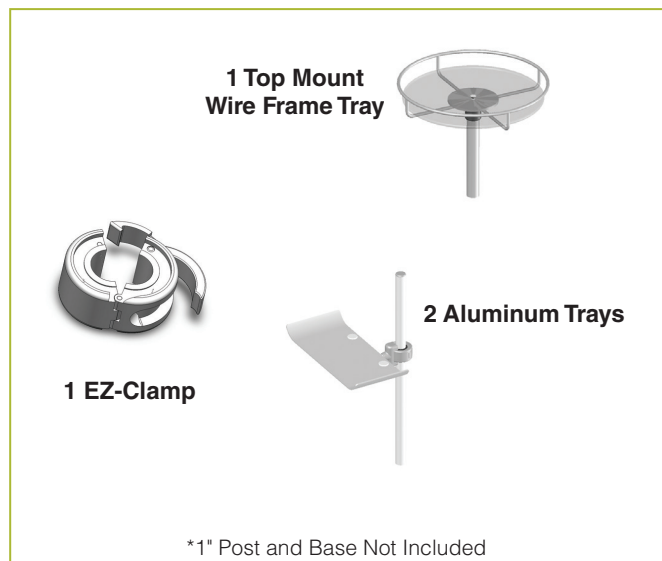 1 Top Mount
Wire Frame Tray
2 Aluminum Trays
1 EZ-Clamp
*1" Post and Base Not Included